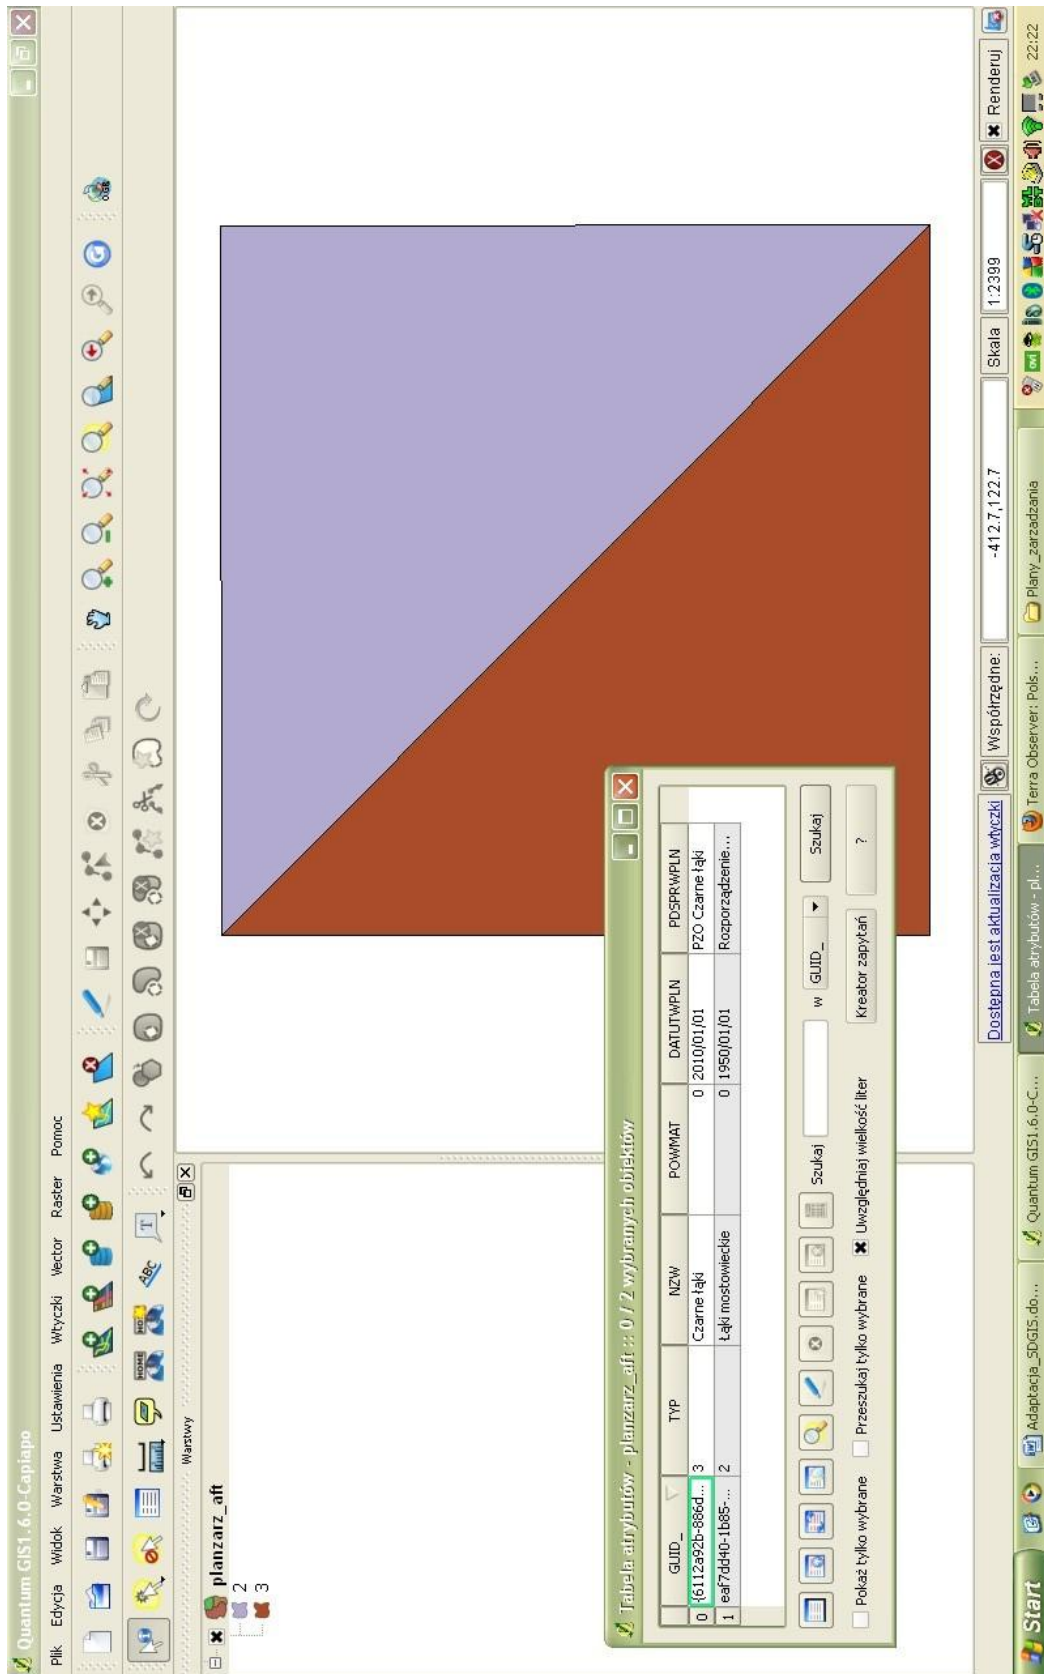 Quantum GIS1.6.0-Capiapo
Plik Edycja Widok Warstwa Ustawienia Wtyczki Vector Raster Pomoc
OGC
HOME
ABC
T
Warstwy
planzarz_aft
2
3
Tabela atrybutów - planzarz_aft :: 0 / 2 wybranych obiektów
GUID_ TYP NZW POWMAT DATUTWPLN PDSPRWPLN
0 {6112a92b-886d... 3 Czarne łąki 0 2010/01/01 PZO Czarne łąki
1 eaf7dd40-1b85-... 2 Łąki mostowieckie 0 1950/01/01 Rozporządzenie...
Szukaj w GUID_ Szukaj
Pokaż tylko wybrane Przeszukaj tylko wybrane Uwzględniaj wielkość liter Kreator zapytań ?
Dostępna jest aktualizacja wtyczki Współrzędne: -412.7,122.7 Skala 1:2399 Renderuj
Start Adaptacja_SDGIS.do... Quantum GIS1.6.0-C... Tabela atrybutów - pl... Terra Observer: Pols... Plany_zarzadzania 22:22